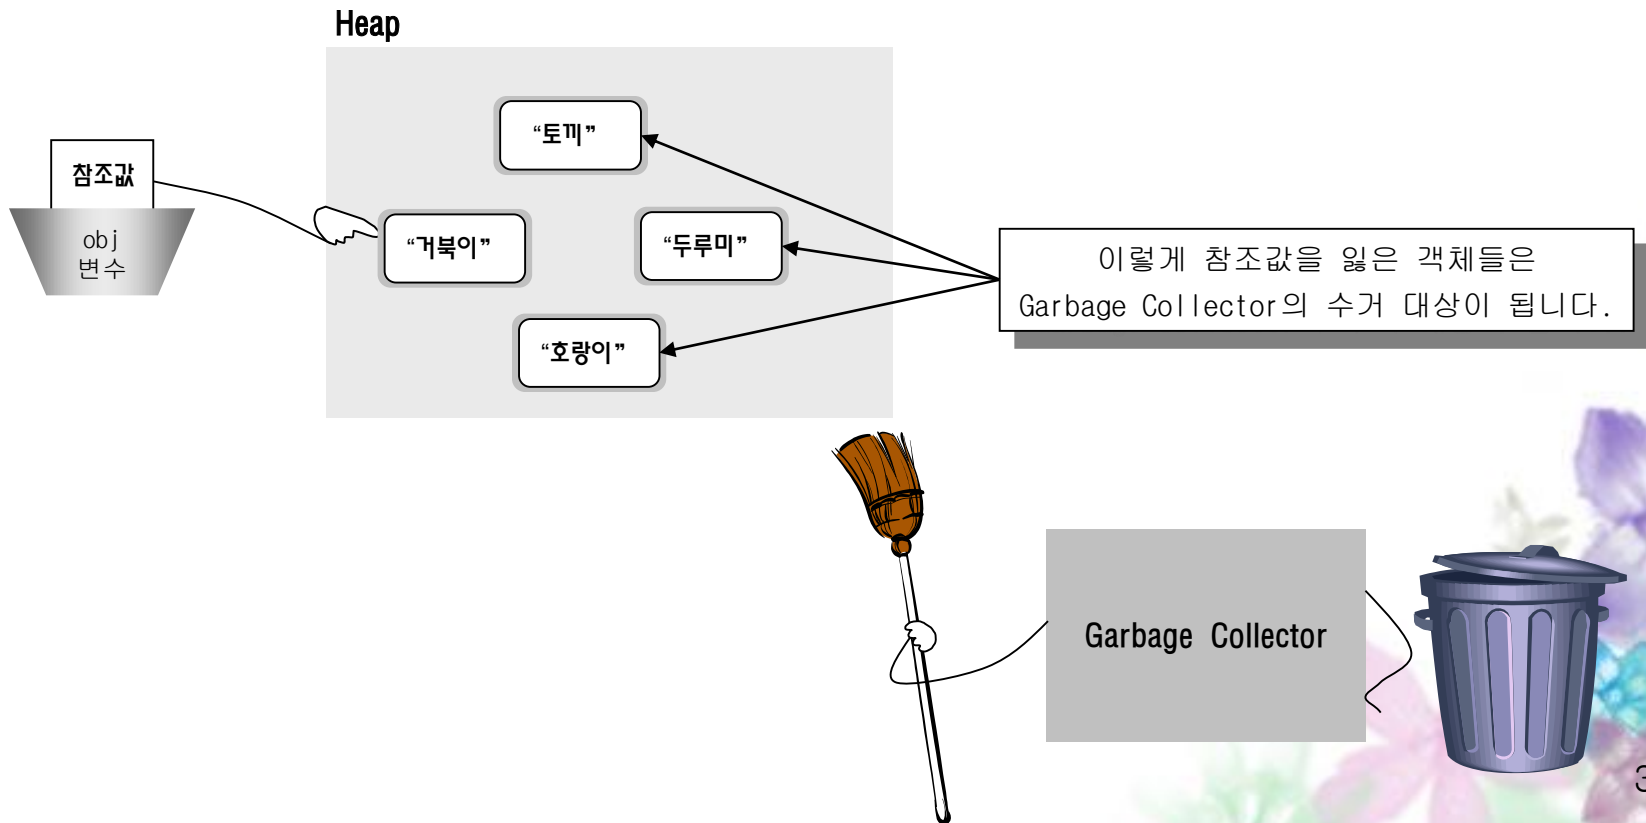 Heap
“토끼”
참조값
obj
변수
“거북이”
“두루미”
이렇게 참조값을 잃은 객체들은
Garbage Collector의 수거 대상이 됩니다.
“호랑이”
Garbage Collector
3